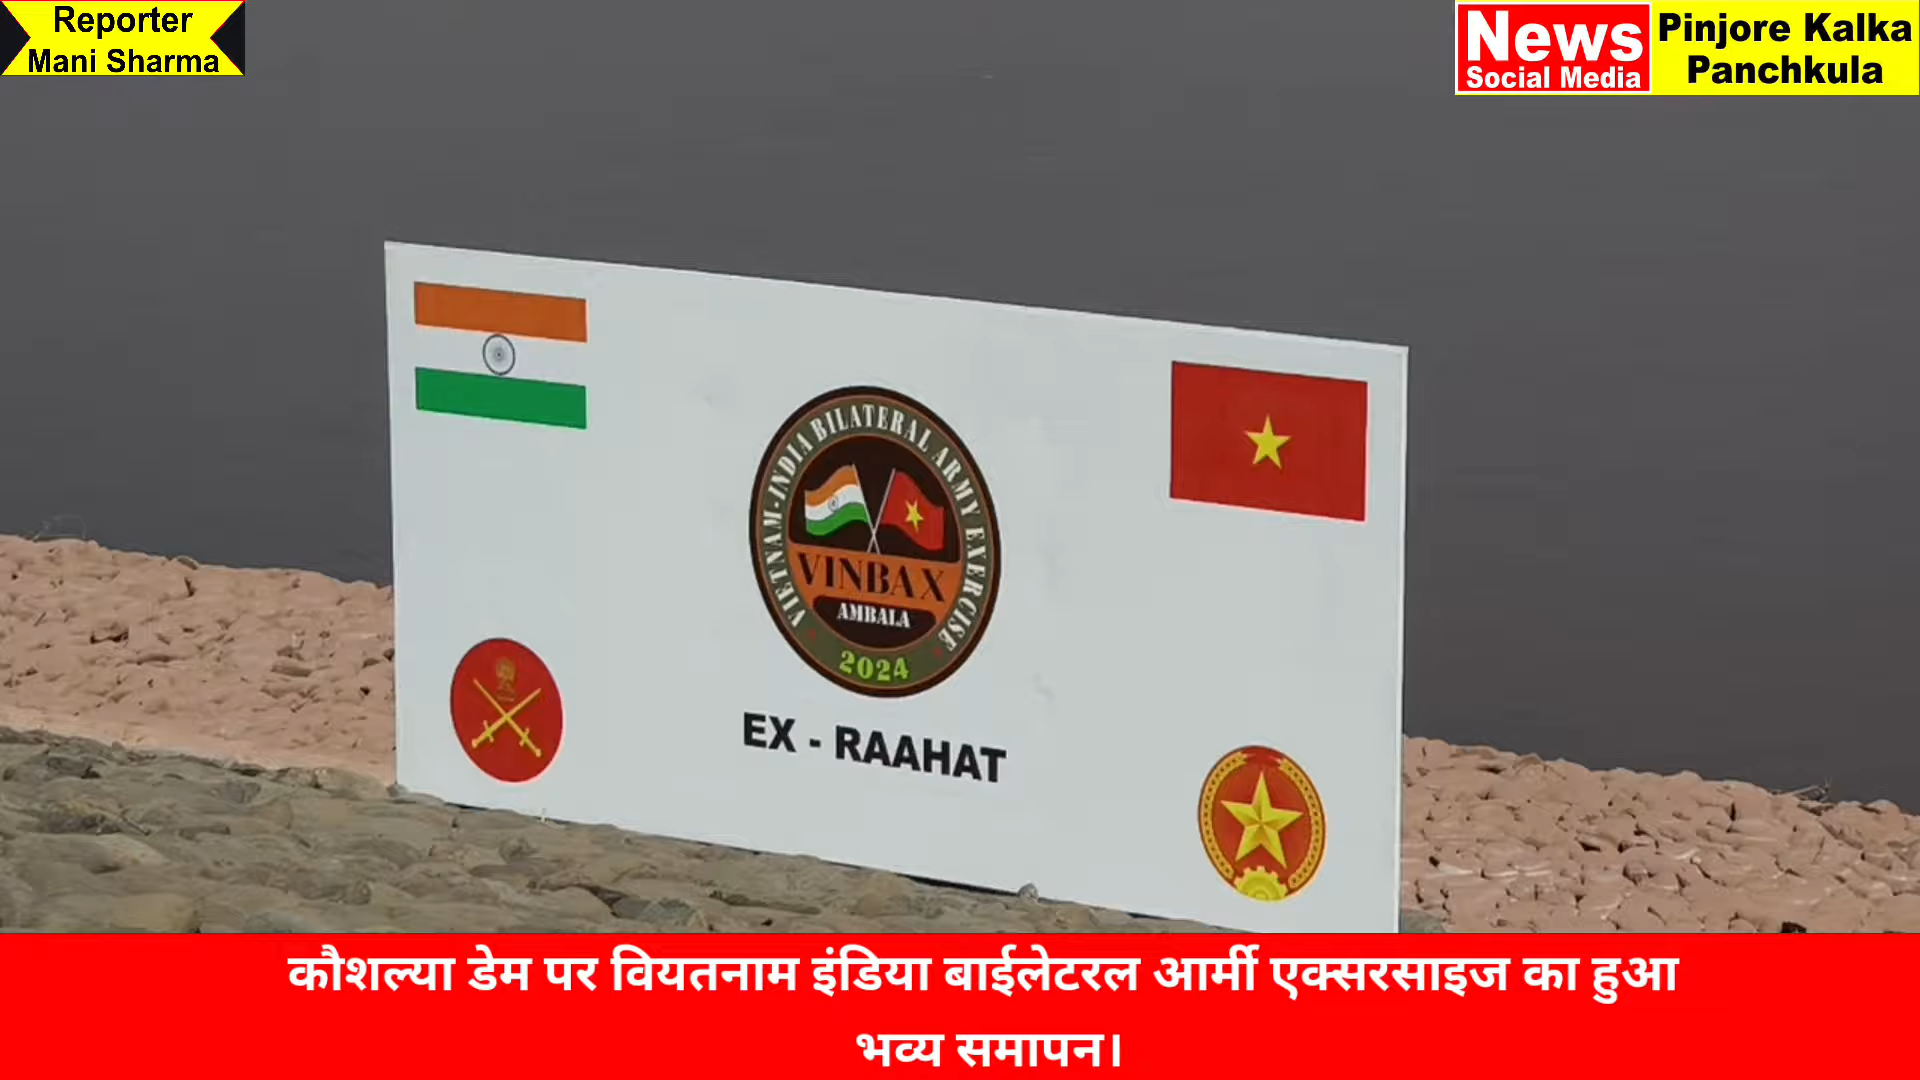 Reporter
Mani Sharma
News
Social Media
Pinjore Kalka
Panchkula
VIETNAM-INDIA BILATERAL ARMY EXERCISE
VINBAX
AMBALA
2024
EX - RAAHAT
कौशल्या डेम पर वियतनाम इंडिया बाईलेटरल आर्मी एक्सरसाइज का हुआ
भव्य समापन।